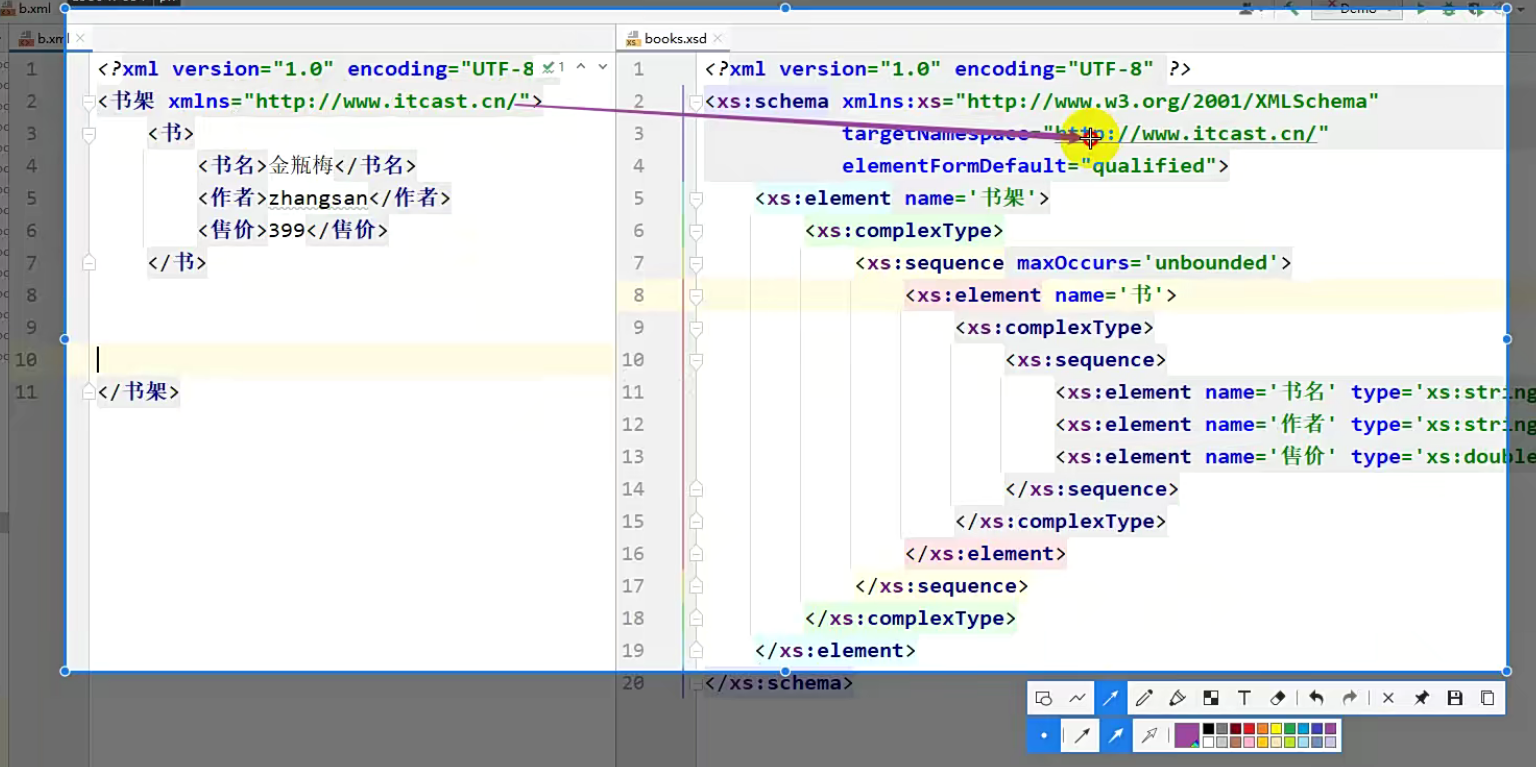 b.xml
Demo
b.xml
1 <?xml version="1.0" encoding="UTF-8 1
2 <书架 xmlns="http://www.itcast.cn/">
3 <书>
4 <书名>金瓶梅</书名>
5 <作者>zhangsan</作者>
6 <售价>399</售价>
7 </书>
8
9
10
11 </书架>
books.xsd
1 <?xml version="1.0" encoding="UTF-8" ?>
2 <xs:schema xmlns:xs="http://www.w3.org/2001/XMLSchema"
3 targetNamespace="http://www.itcast.cn/"
4 elementFormDefault="qualified">
5 <xs:element name='书架'>
6 <xs:complexType>
7 <xs:sequence maxOccurs='unbounded'>
8 <xs:element name='书'>
9 <xs:complexType>
10 <xs:sequence>
11 <xs:element name='书名' type='xs:string
12 <xs:element name='作者' type='xs:string
13 <xs:element name='售价' type='xs:double
14 </xs:sequence>
15 </xs:complexType>
16 </xs:element>
17 </xs:sequence>
18 </xs:complexType>
19 </xs:element>
20 </xs:schema>
T